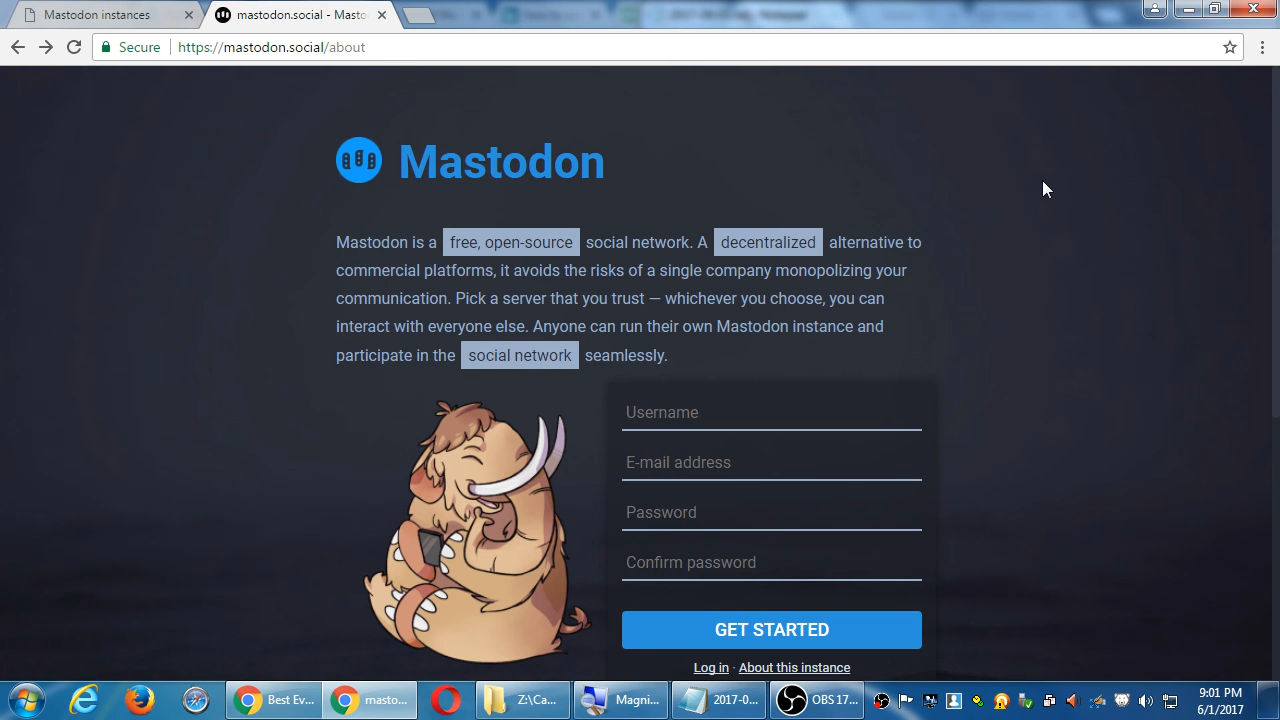 Mastodon instances
mastodon.social - Masto
Secure
https://mastodon.social/about
Mastodon
Mastodon is a free, open-source social network. A decentralized alternative to
commercial platforms, it avoids the risks of a single company monopolizing your
communication. Pick a server that you trust — whichever you choose, you can
interact with everyone else. Anyone can run their own Mastodon instance and
participate in the social network seamlessly.
Username
E-mail address
Password
Confirm password
GET STARTED
Log in · About this instance
Best Ev...
masto...
Z:\Ca...
Magni...
2017-0...
OBS 17...
9:01 PM
6/1/2017